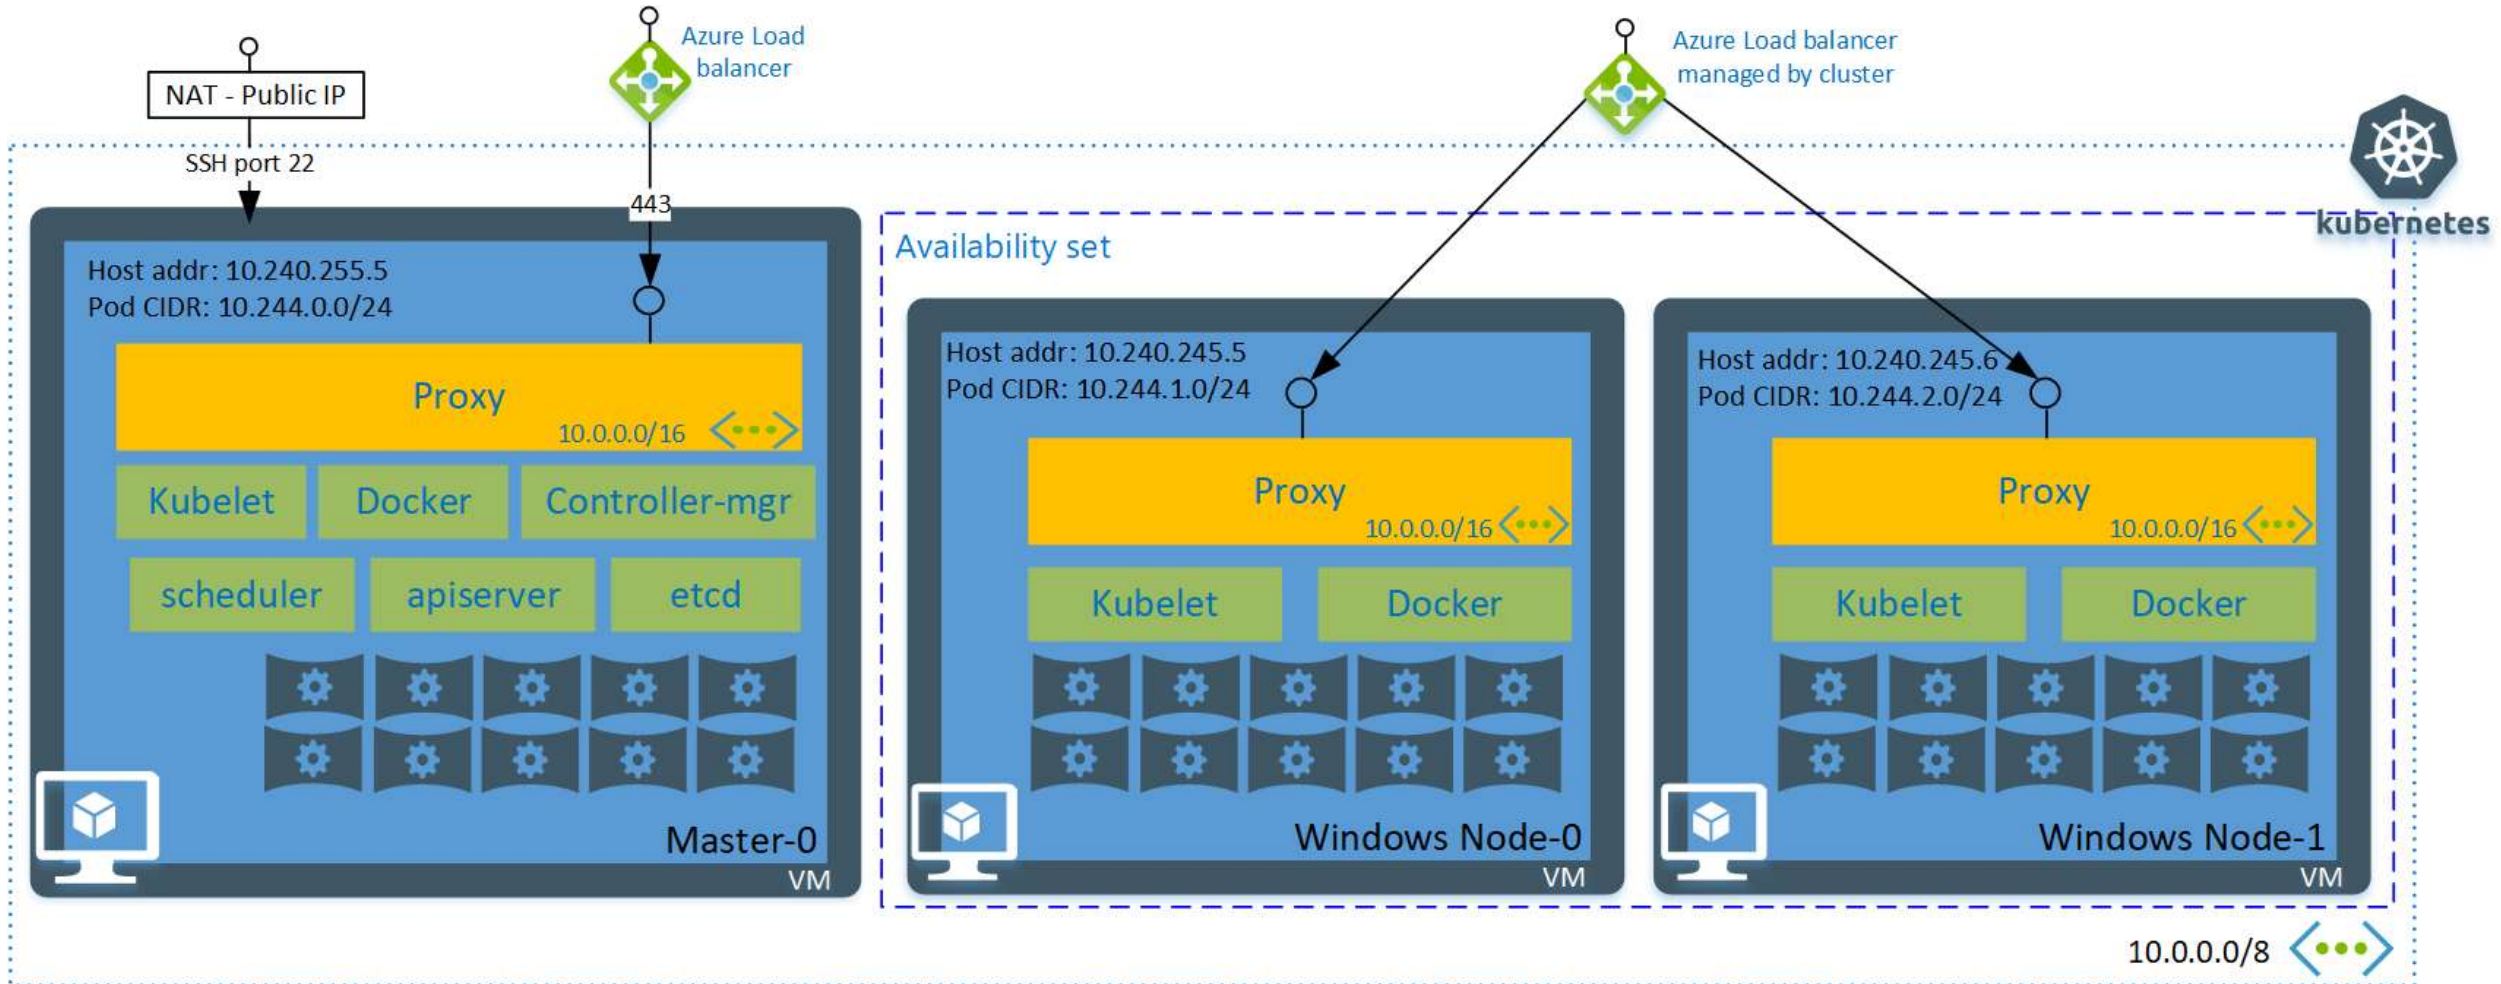 Azure Load
balancer
Azure Load balancer
managed by cluster
NAT - Public IP
SSH port 22
443
kubernetes
Host addr: 10.240.255.5
Pod CIDR: 10.244.0.0/24
Proxy
10.0.0.0/16
Kubelet
Docker
Controller-mgr
scheduler
apiserver
etcd
Master-0
VM
Availability set
Host addr: 10.240.245.5
Pod CIDR: 10.244.1.0/24
Proxy
10.0.0.0/16
Kubelet
Docker
Windows Node-0
VM
Host addr: 10.240.245.6
Pod CIDR: 10.244.2.0/24
Proxy
10.0.0.0/16
Kubelet
Docker
Windows Node-1
VM
10.0.0.0/8